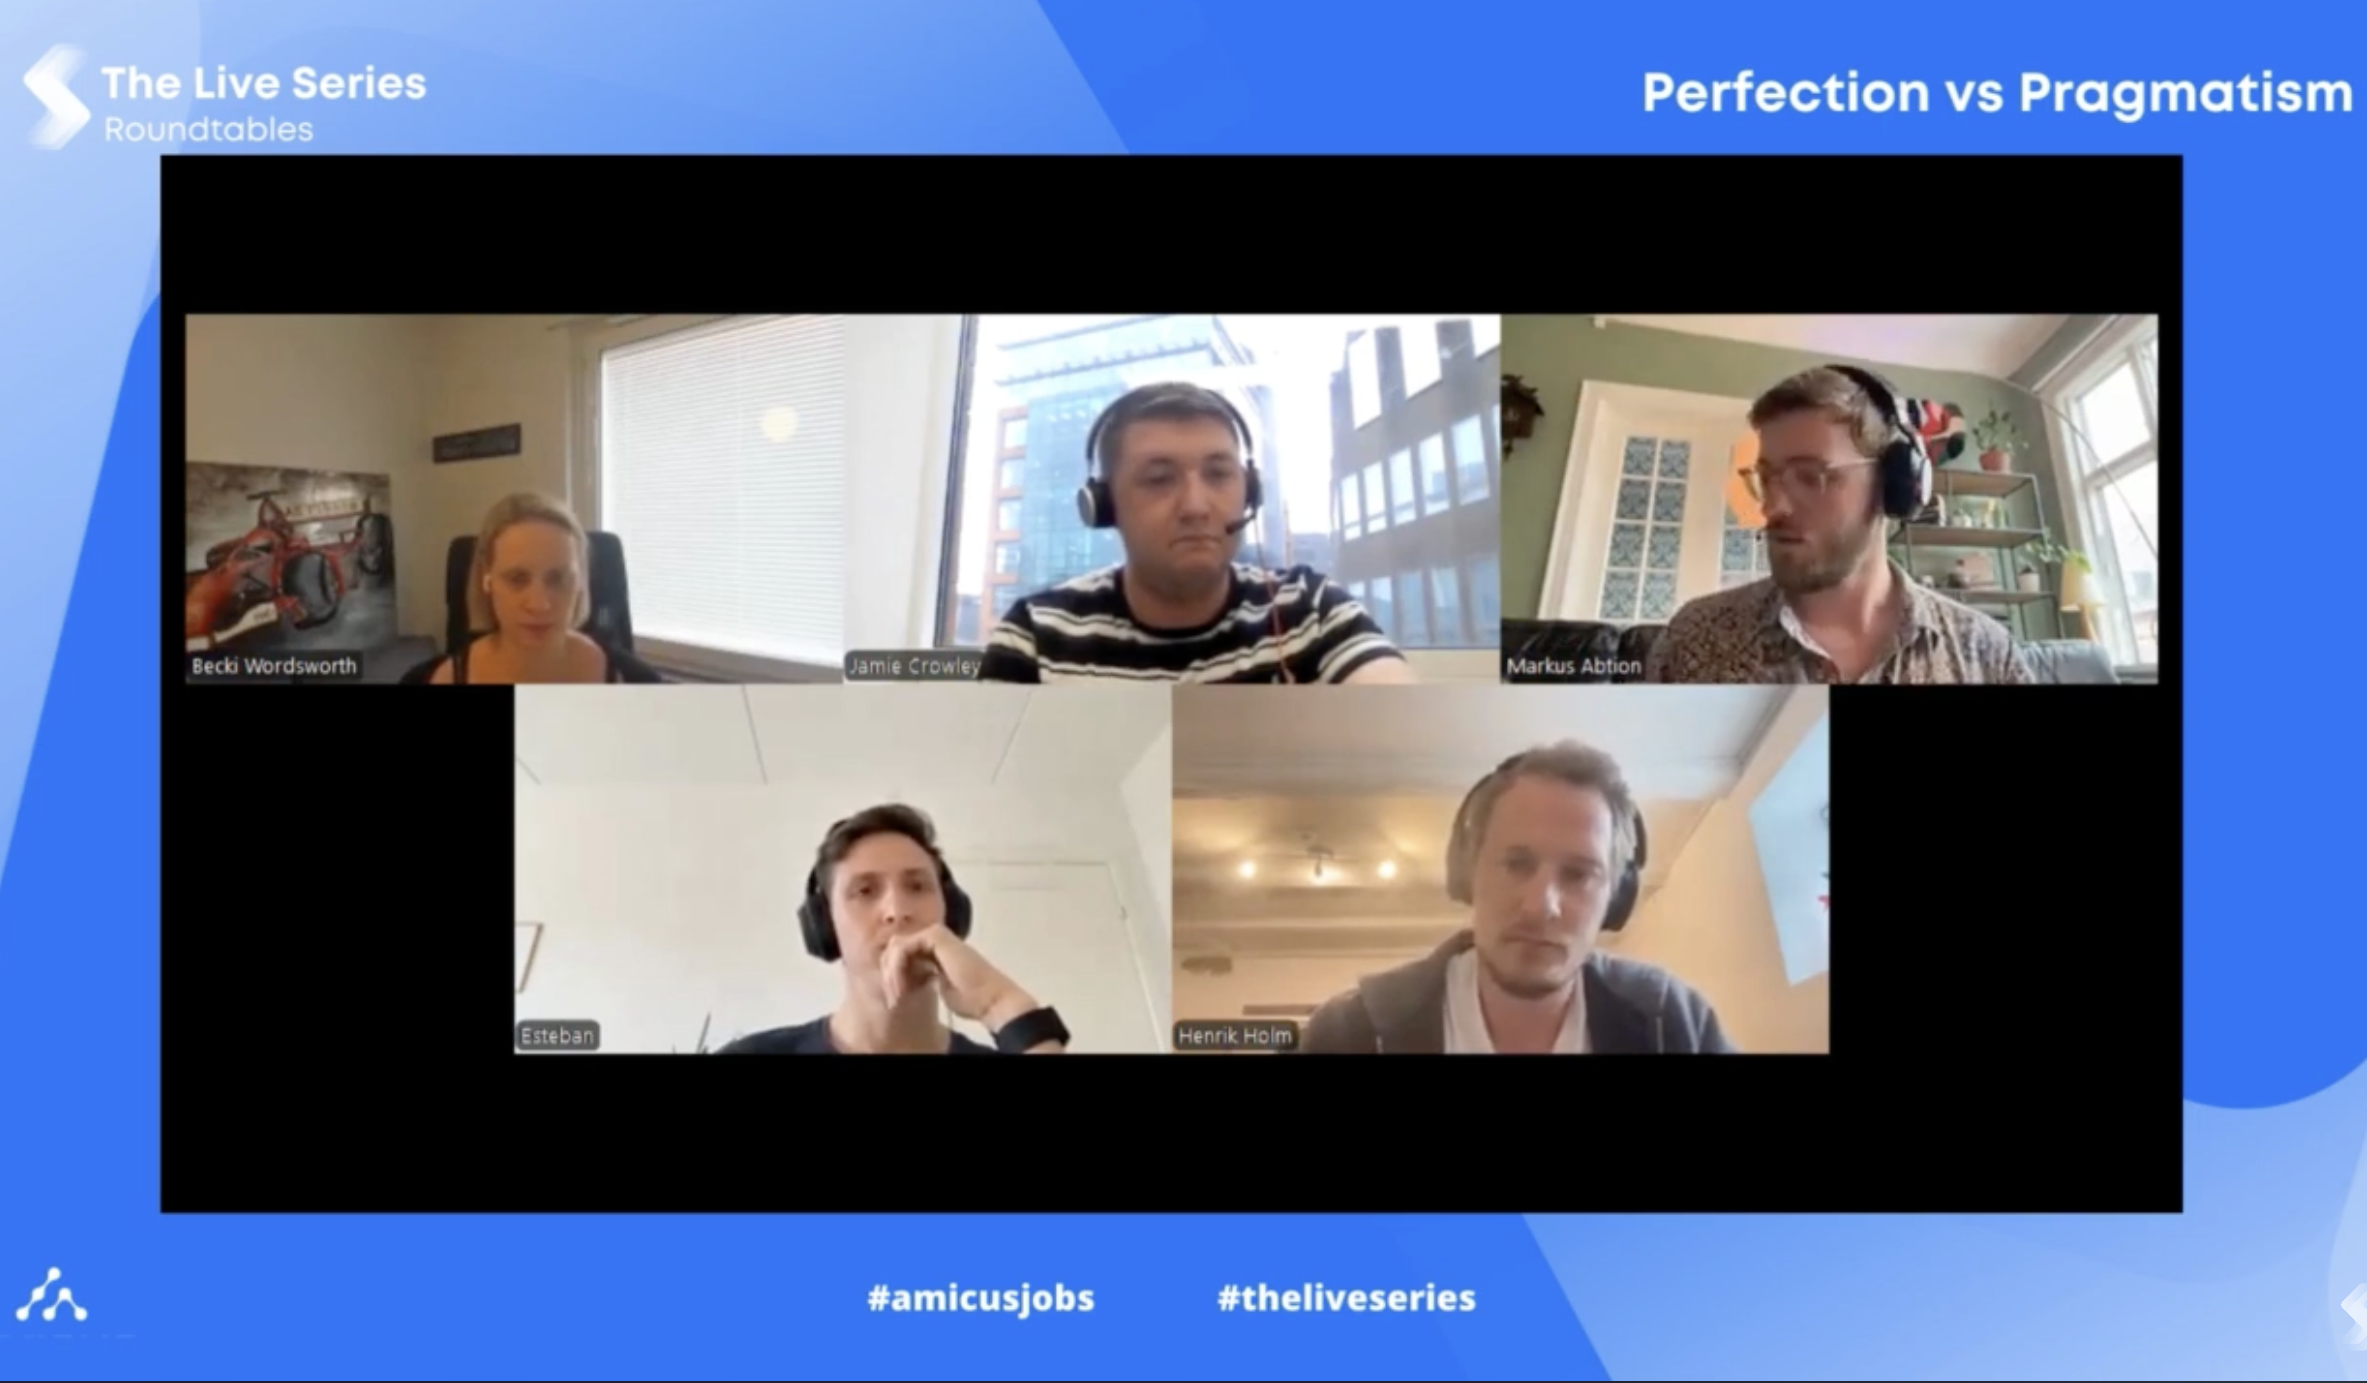 The Live Series
Roundtables
Perfection vs Pragmatism
Becki Wordsworth
Jamie Crowley
Markus Abtion
Esteban
Henrik Holm
#amicusjobs
#theliveseries